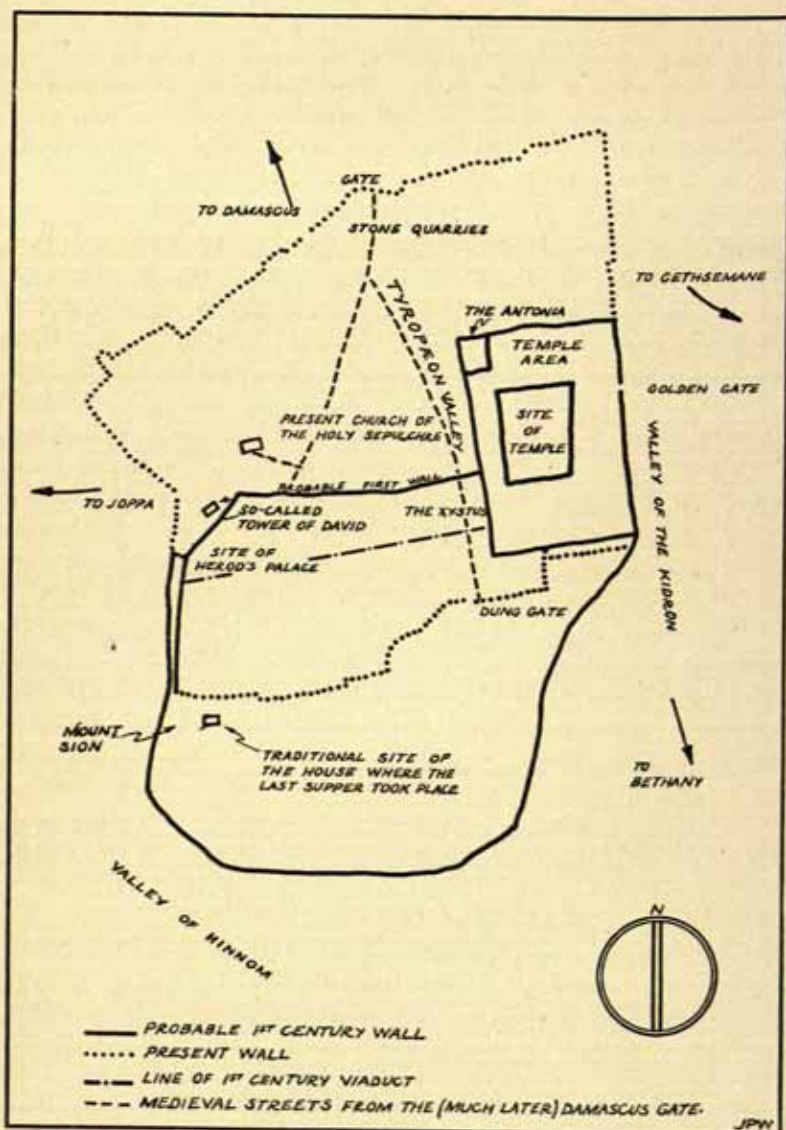 GATE
TO DAMASCUS
STONE QUARRIES
TO GETHSEMANE
THE ANTONIA
TYROPÆON VALLEY
TEMPLE
AREA
GOLDEN GATE
SITE
OF
TEMPLE
PRESENT CHURCH OF
THE HOLY SEPULCHRE
VALLEY OF THE KIDRON
PROBABLE FIRST WALL
TO JOPPA
SO-CALLED
TOWER OF DAVID
THE XYSTUS
SITE OF
HEROD'S PALACE
DUNG GATE
MOUNT
SION
TRADITIONAL SITE OF
THE HOUSE WHERE THE
LAST SUPPER TOOK PLACE
TO
BETHANY
VALLEY OF HINNOM
N
PROBABLE 1ST CENTURY WALL
PRESENT WALL
LINE OF 1ST CENTURY VIADUCT
MEDIEVAL STREETS FROM THE (MUCH LATER) DAMASCUS GATE.
JPW